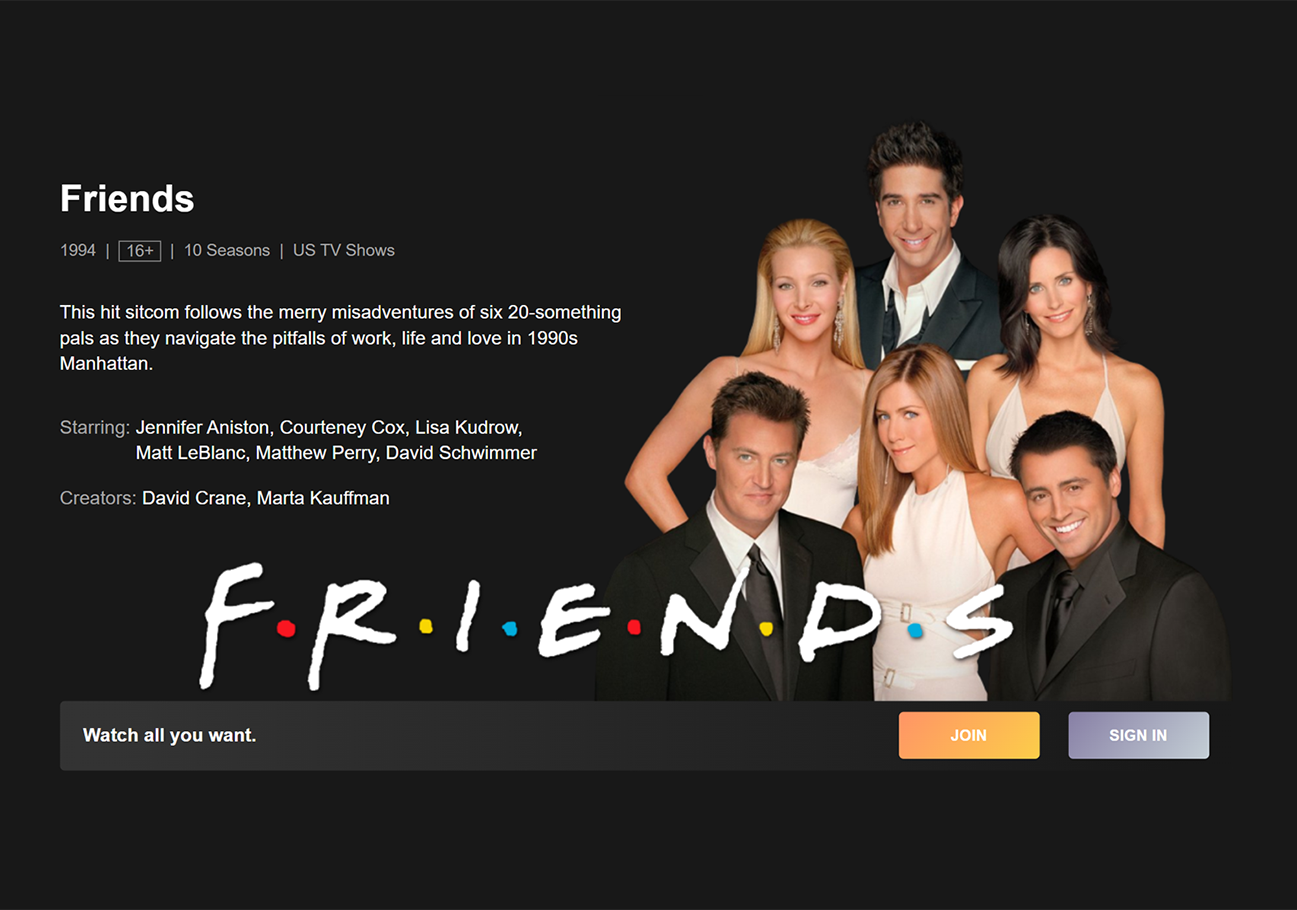 Friends
1994 | 16+ | 10 Seasons | US TV Shows
This hit sitcom follows the merry misadventures of six 20-something
pals as they navigate the pitfalls of work, life and love in 1990s
Manhattan.
Starring: Jennifer Aniston, Courteney Cox, Lisa Kudrow,
Matt LeBlanc, Matthew Perry, David Schwimmer
Creators: David Crane, Marta Kauffman
F·R·I·E·N·D·S
Watch all you want.
JOIN
SIGN IN